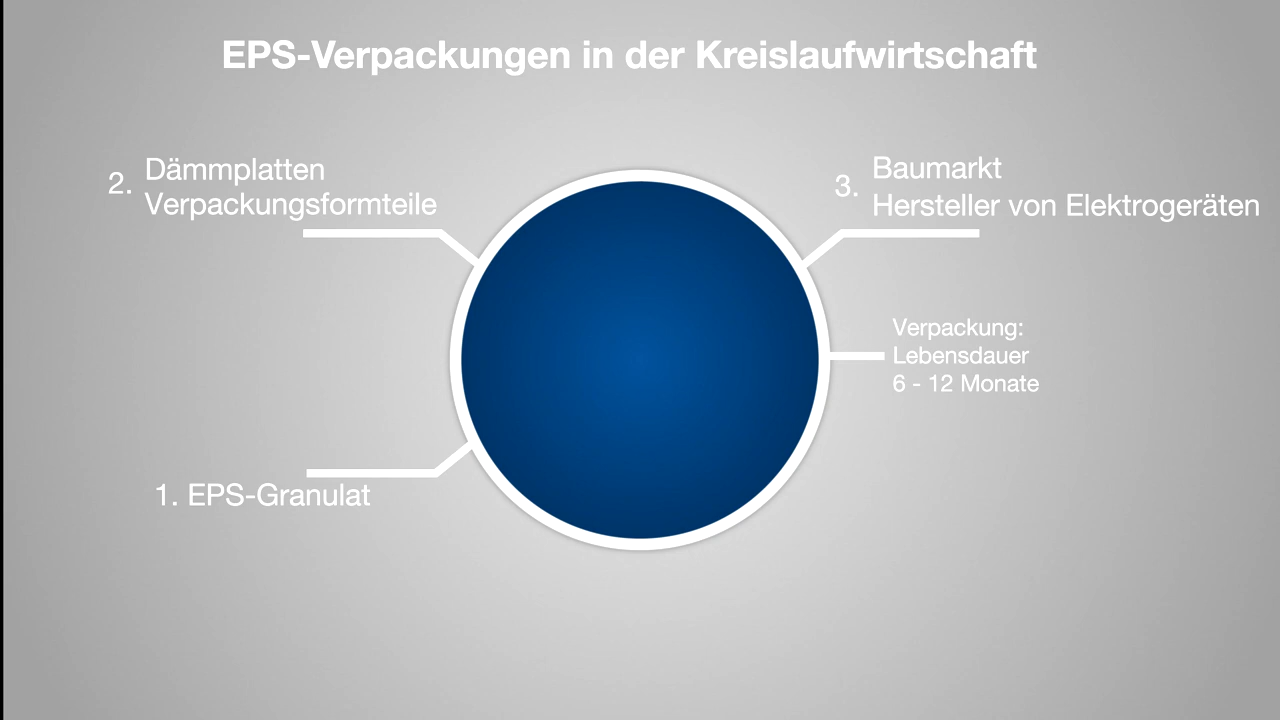 EPS-Verpackungen in der Kreislaufwirtschaft
2. Dämmplatten
Verpackungsformteile
3. Baumarkt
Hersteller von Elektrogeräten
Verpackung:
Lebensdauer
6 - 12 Monate
1. EPS-Granulat